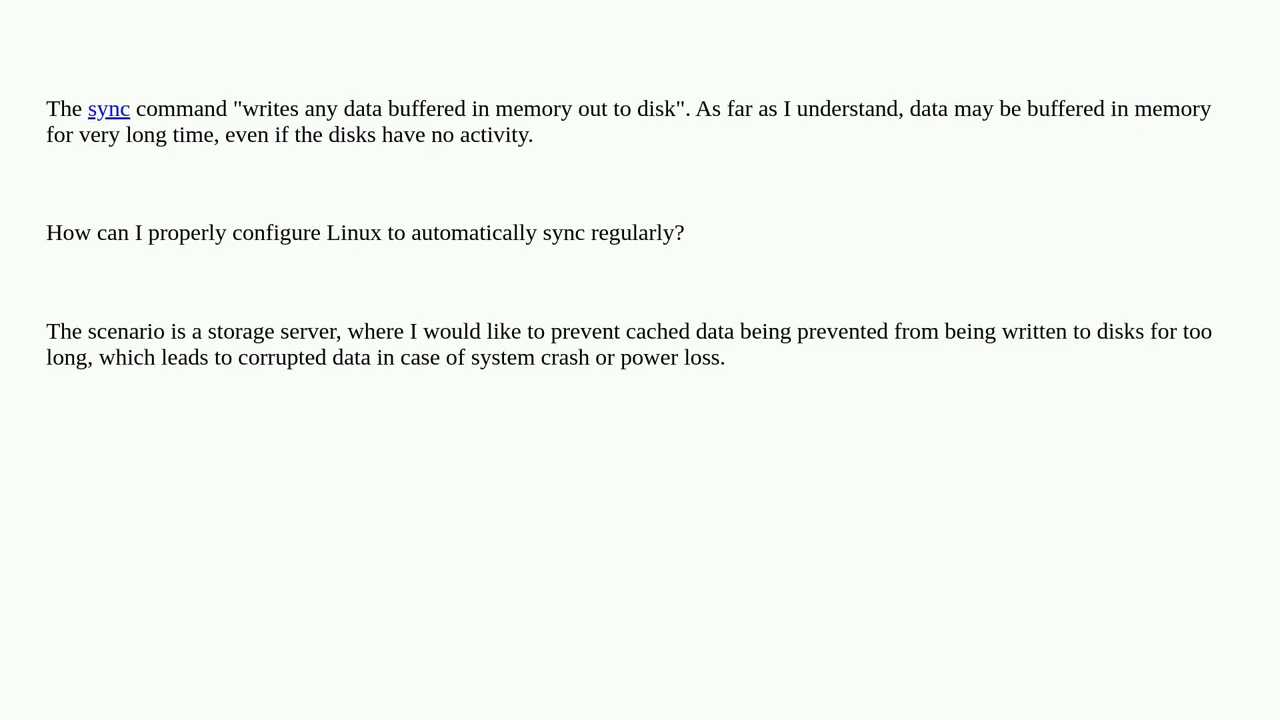 The sync command "writes any data buffered in memory out to disk". As far as I understand, data may be buffered in memory
for very long time, even if the disks have no activity.
How can I properly configure Linux to automatically sync regularly?
The scenario is a storage server, where I would like to prevent cached data being prevented from being written to disks for too
long, which leads to corrupted data in case of system crash or power loss.